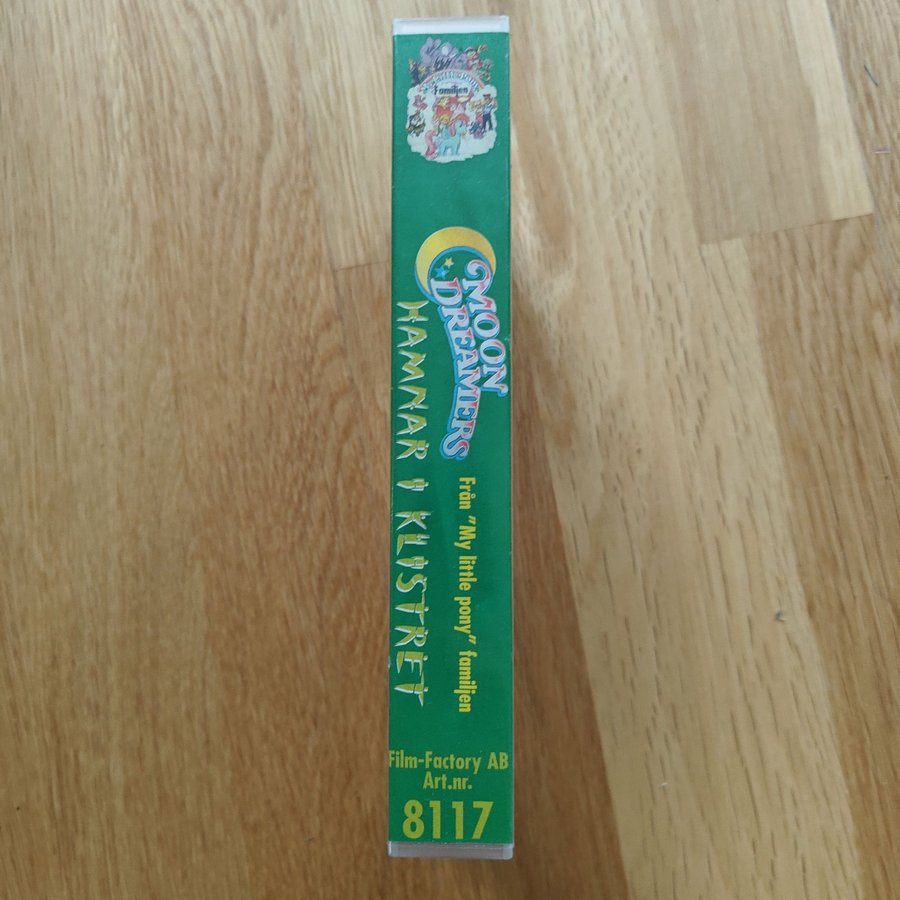 familjen
MOON
DREAMERS
HAMNAR I KLISTRET
Från "My little pony" familjen
Film-Factory AB
Art.nr.
8117